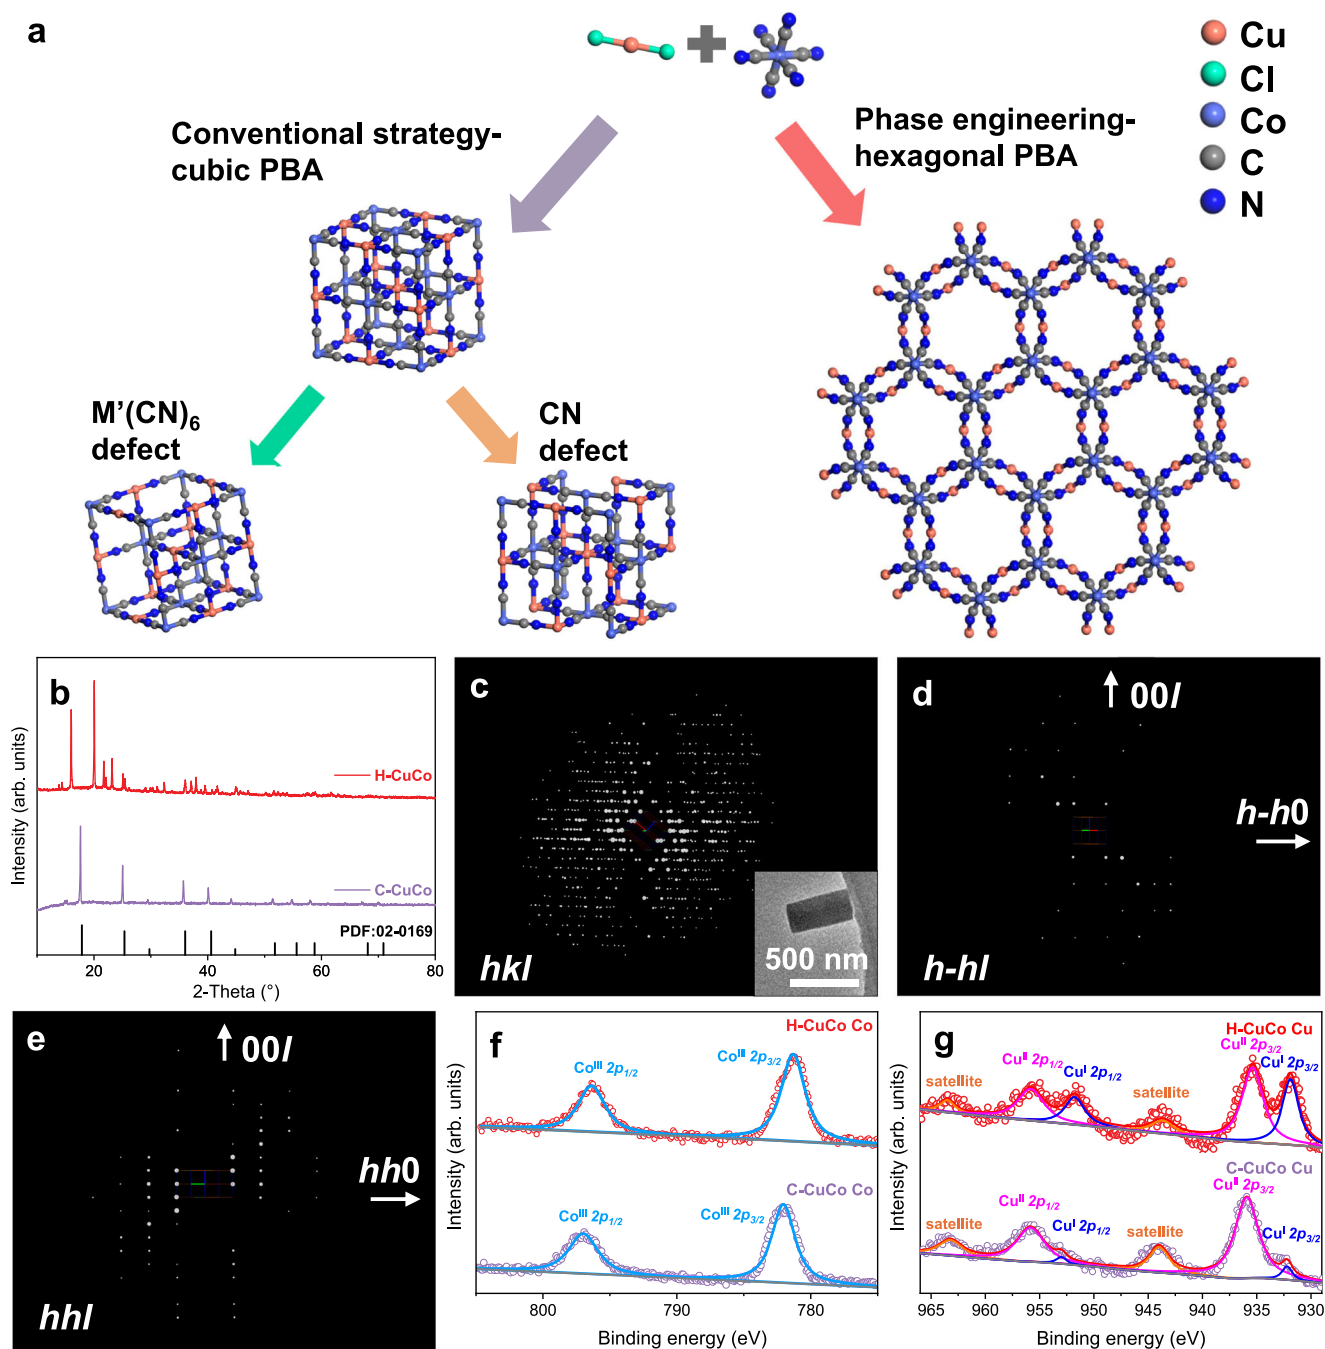 a
Cu
Cl
Co
C
N
Conventional strategy-
cubic PBA
Phase engineering-
hexagonal PBA
M'(CN)6
defect
CN
defect
b
H-CuCo
C-CuCo
PDF:02-0169
Intensity (arb. units)
20 40 60 80
2-Theta (°)
c
hkl
500 nm
d
00l
h-h0
h-hl
e
00l
hh0
hhl
f
H-CuCo Co
CoIII 2p1/2
CoIII 2p3/2
C-CuCo Co
CoIII 2p1/2
CoIII 2p3/2
Intensity (arb. units)
800 790 780
Binding energy (eV)
g
H-CuCo Cu
CuII 2p3/2
CuII 2p1/2
CuI 2p1/2
CuI 2p3/2
satellite
satellite
C-CuCo Cu
CuII 2p3/2
CuII 2p1/2
satellite
CuI 2p1/2
satellite
CuI 2p3/2
Intensity (arb. units)
965 960 955 950 945 940 935 930
Binding energy (eV)